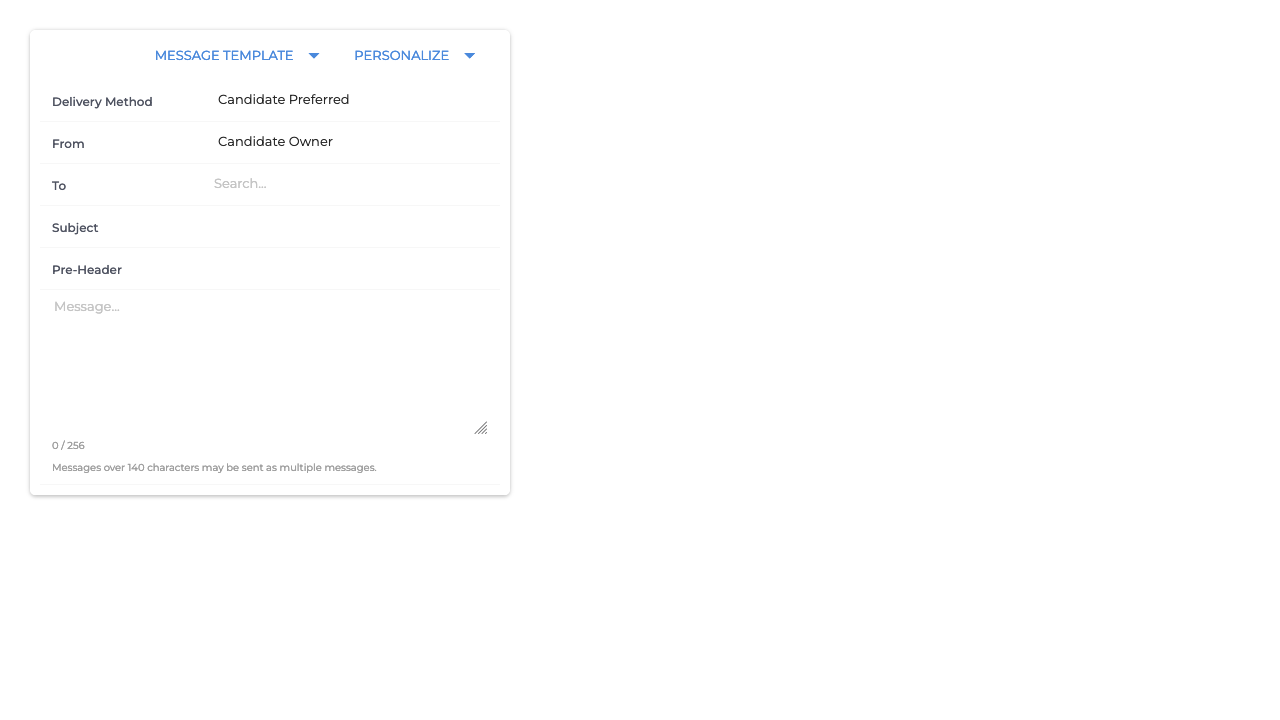 MESSAGE TEMPLATE PERSONALIZE
Delivery Method Candidate Preferred
From Candidate Owner
To Search...
Subject
Pre-Header
Message...
0 / 256
Messages over 140 characters may be sent as multiple messages.